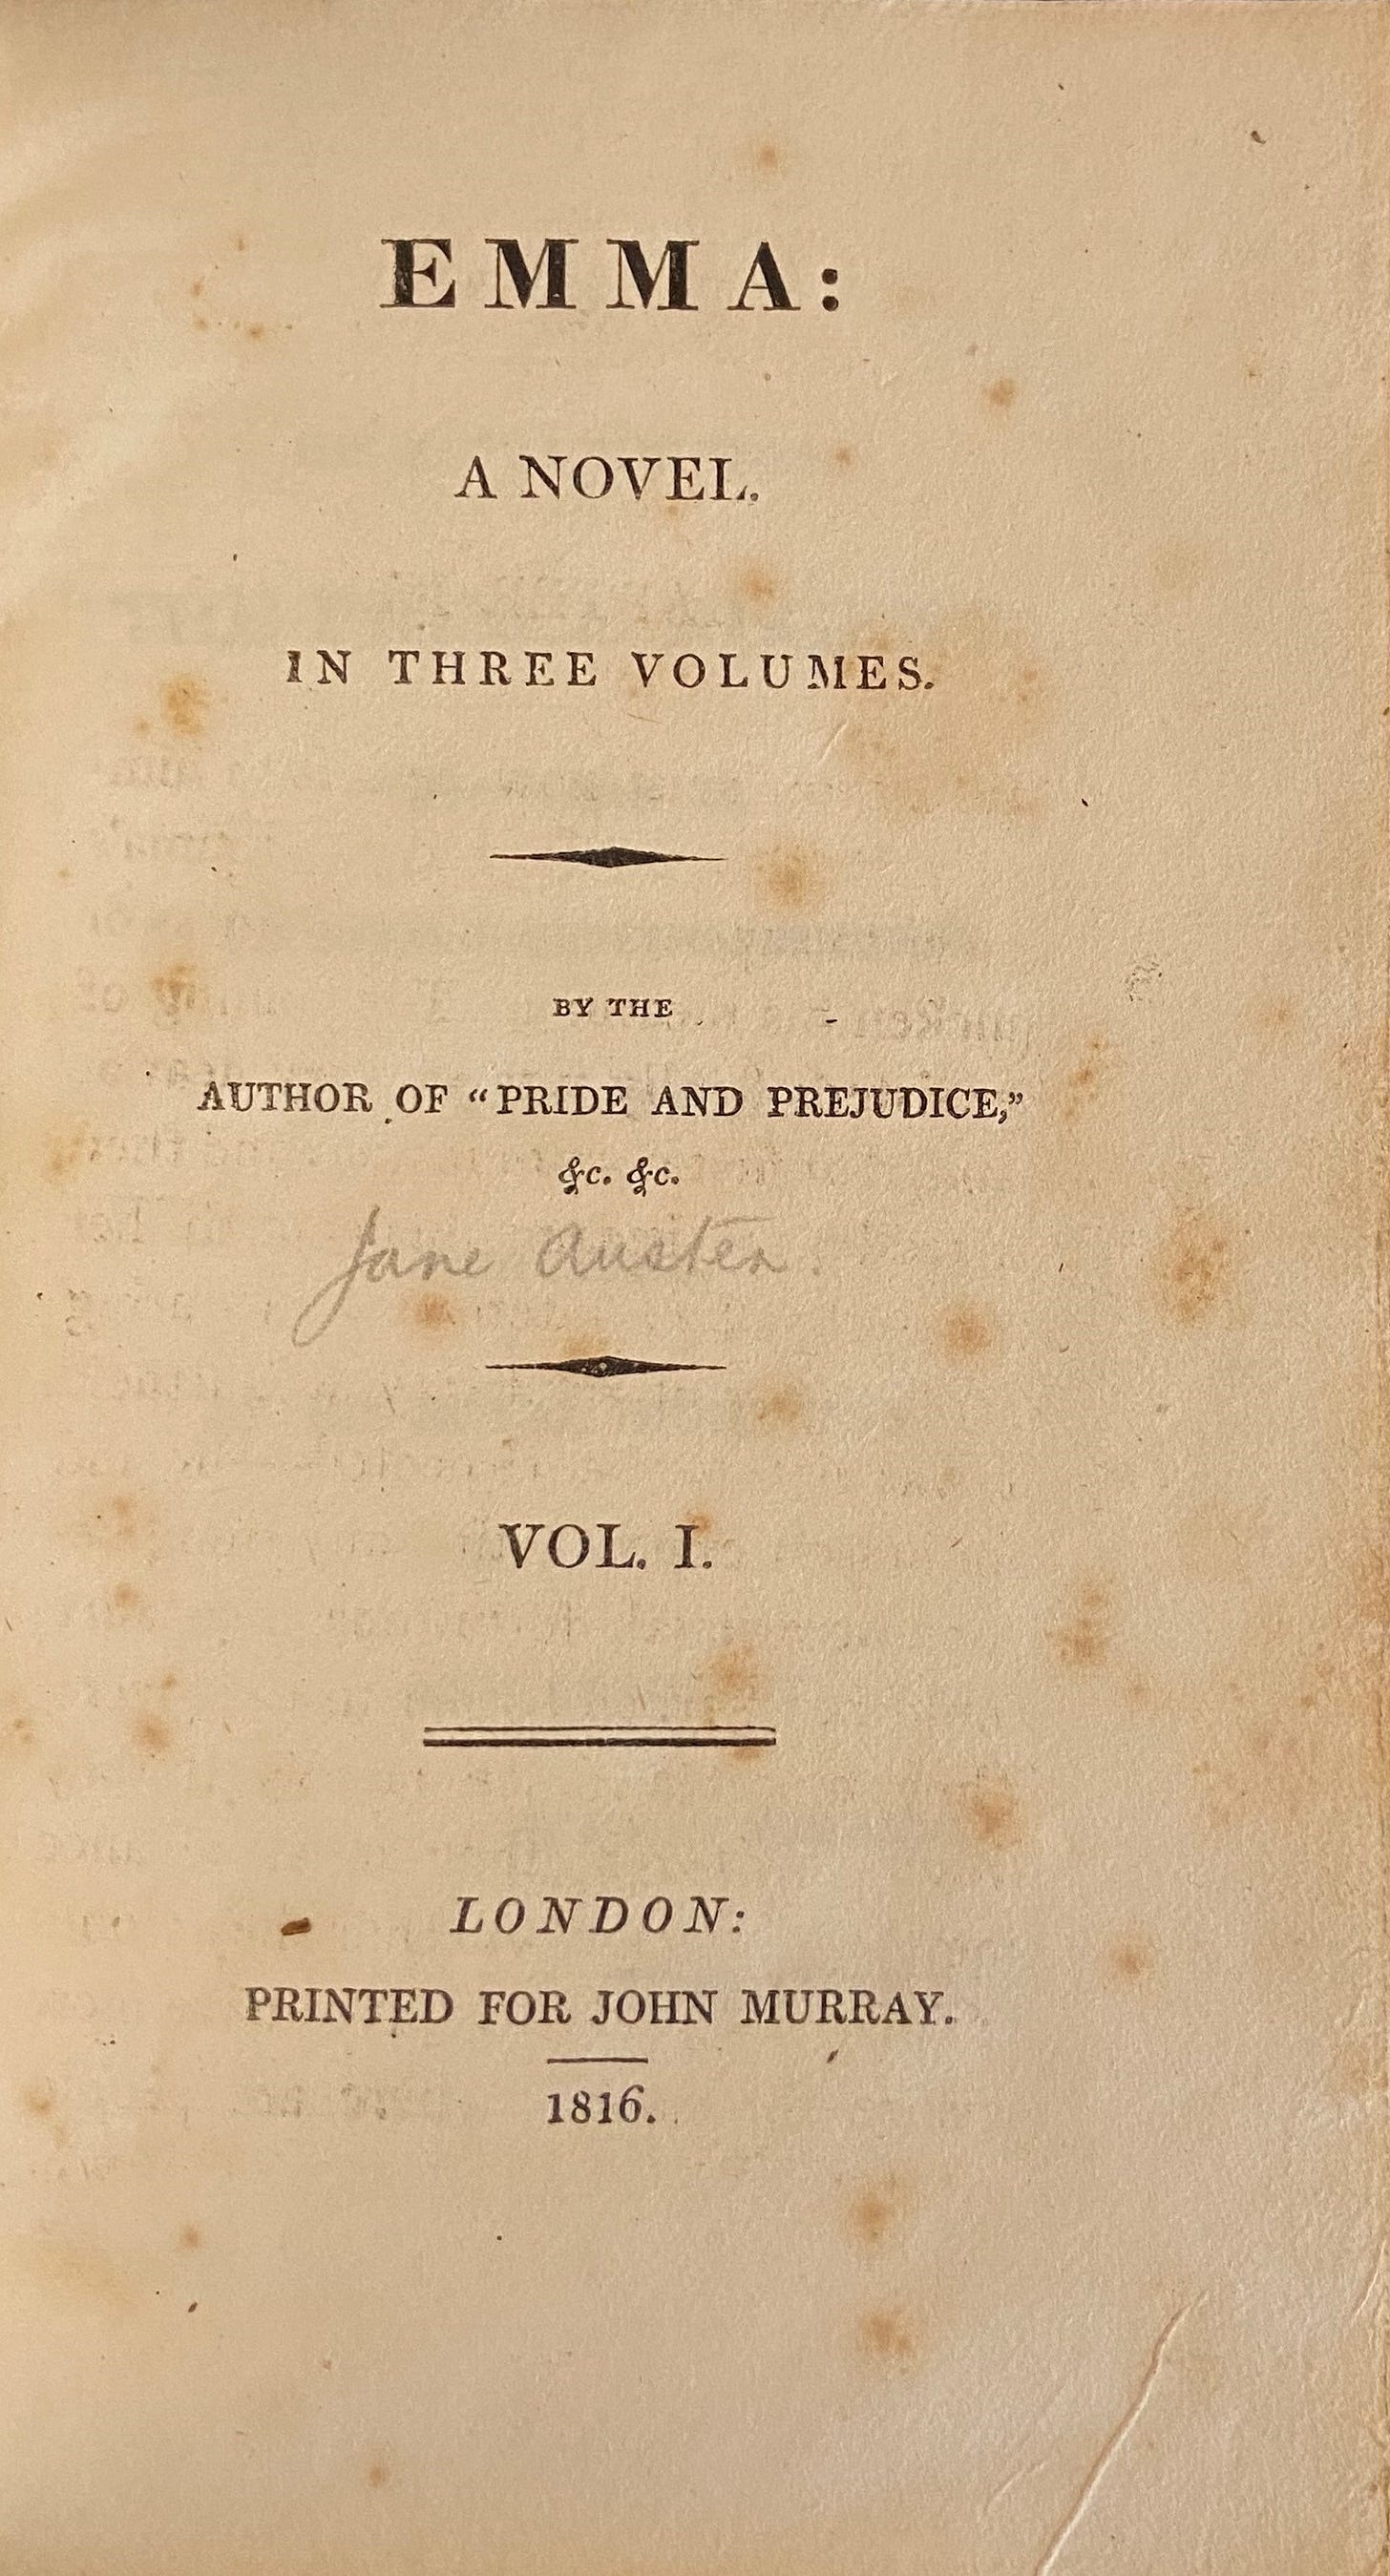 EMMA:
A NOVEL.
IN THREE VOLUMES.
BY THE
AUTHOR OF "PRIDE AND PREJUDICE,"
&c. &c.
Jane Austen.
VOL. I.
LONDON:
PRINTED FOR JOHN MURRAY.
1816.